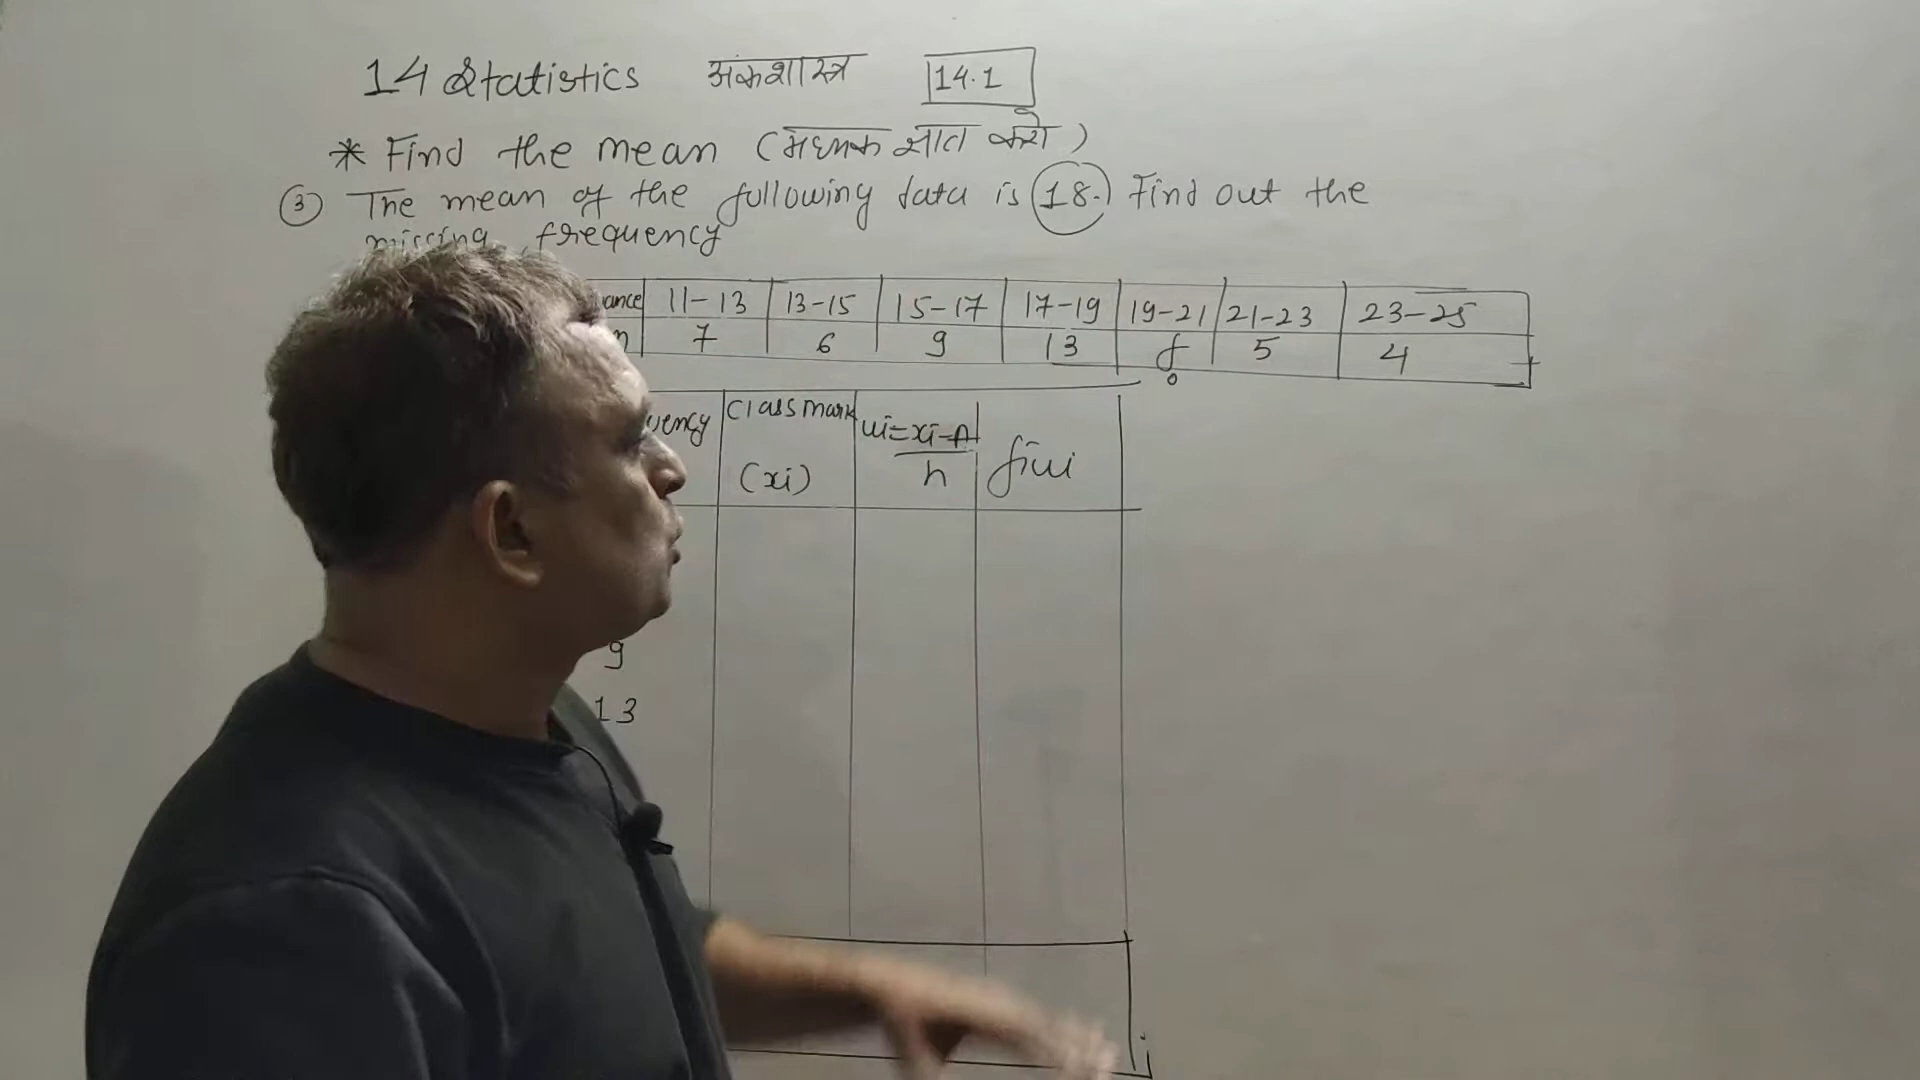 14 Statistics अंकशास्त्र 14.1
* Find the mean (मध्यक ज्ञात करो)
③ The mean of the following data is 18. Find out the
missing frequency
ance 11-13 13-15 15-17 17-19 19-21 21-23 23-25
n 7 6 9 13 f 5 4
uency Class mark (xi) ui=xi-A/h fiui
9
13